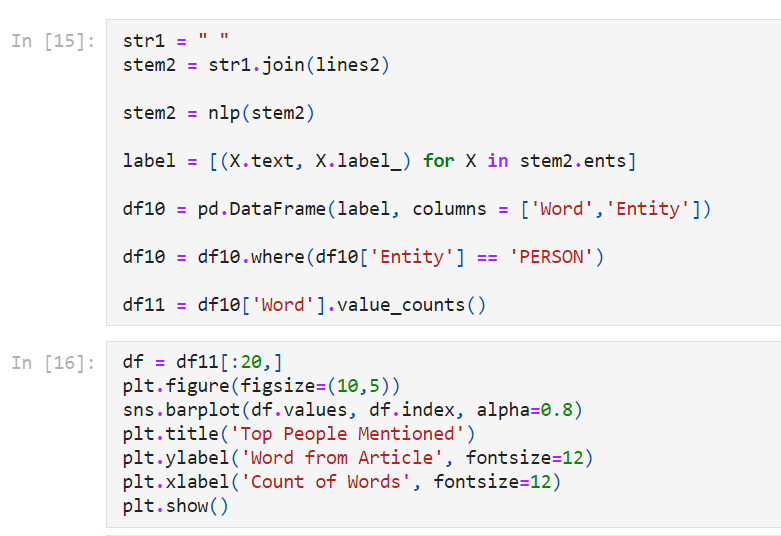 In [15]:
str1 = " "
stem2 = str1.join(lines2)
stem2 = nlp(stem2)
label = [(X.text, X.label_) for X in stem2.ents]
df10 = pd.DataFrame(label, columns = ['Word','Entity'])
df10 = df10.where(df10['Entity'] == 'PERSON')
df11 = df10['Word'].value_counts()
In [16]:
df = df11[:20,]
plt.figure(figsize=(10,5))
sns.barplot(df.values, df.index, alpha=0.8)
plt.title('Top People Mentioned')
plt.ylabel('Word from Article', fontsize=12)
plt.xlabel('Count of Words', fontsize=12)
plt.show()